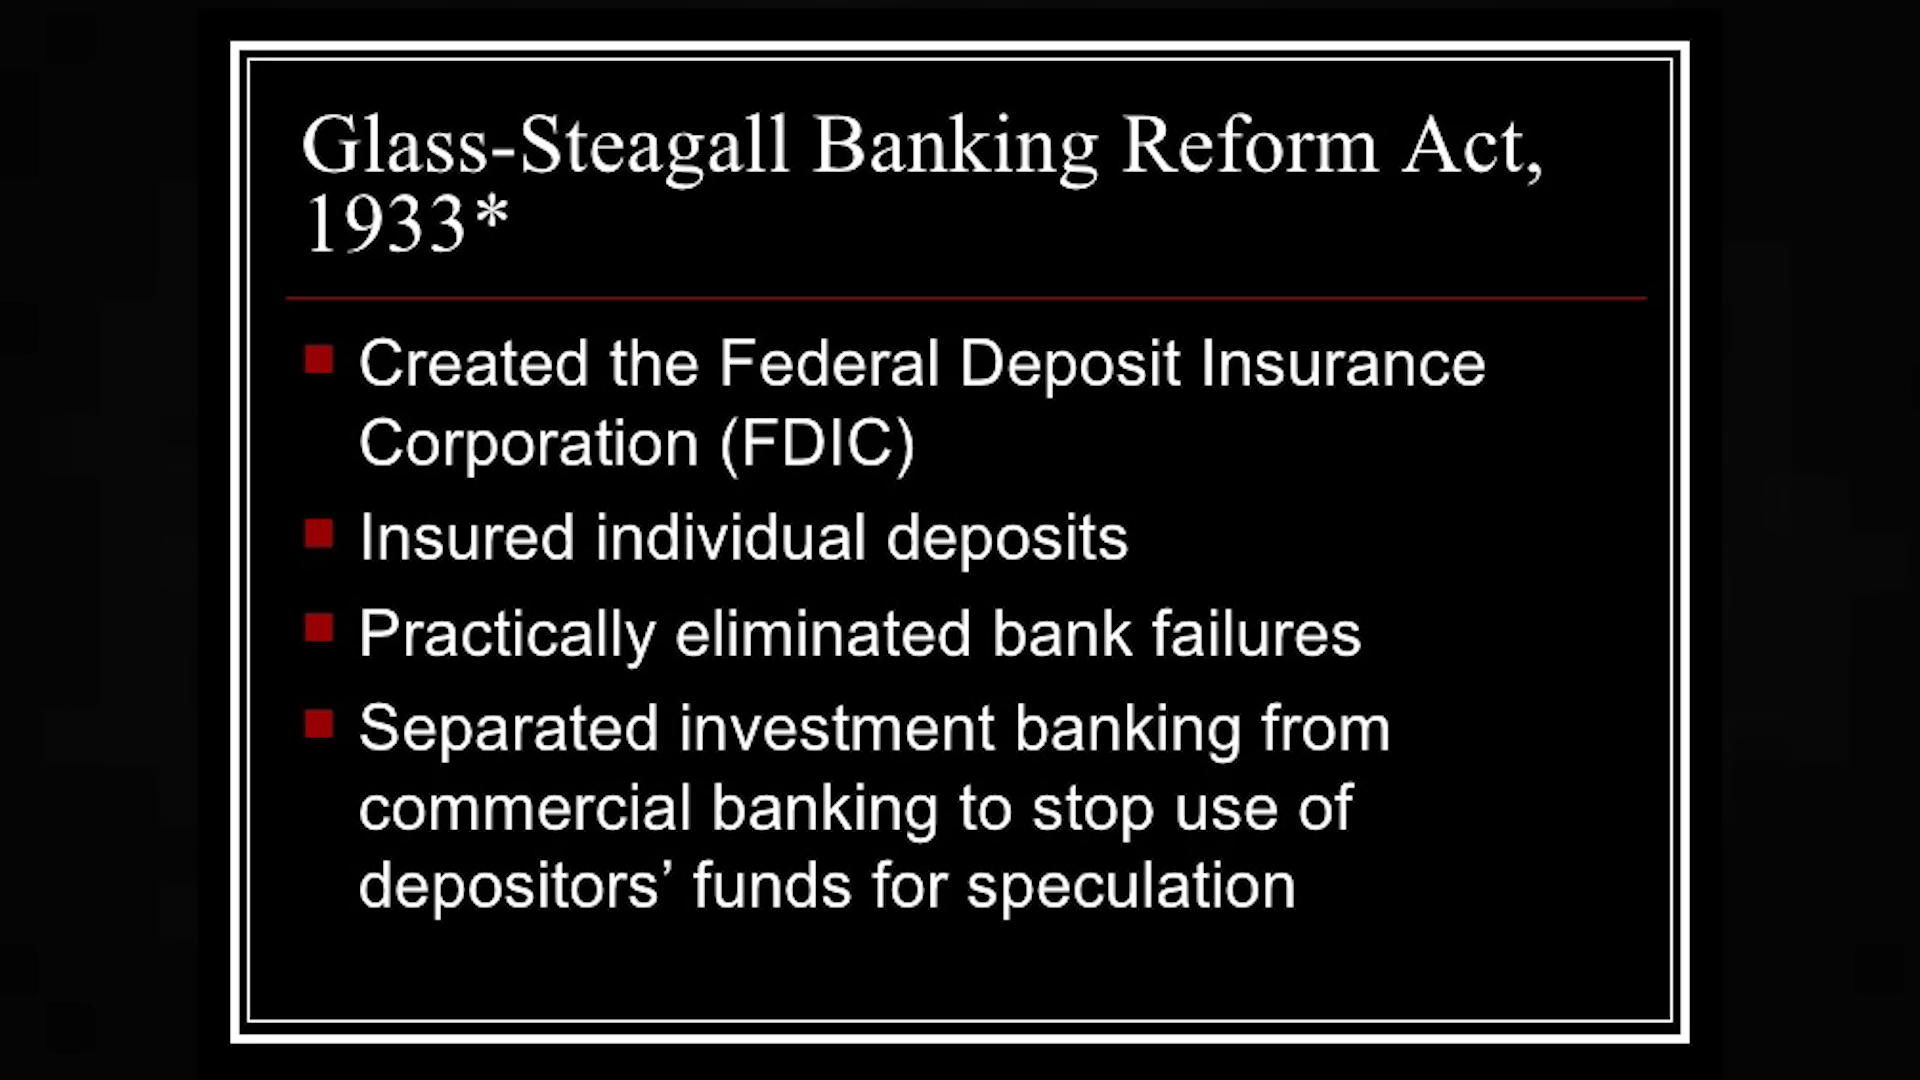 Glass-Steagall Banking Reform Act,
1933*
Created the Federal Deposit Insurance
Corporation (FDIC)
Insured individual deposits
Practically eliminated bank failures
Separated investment banking from
commercial banking to stop use of
depositors’ funds for speculation